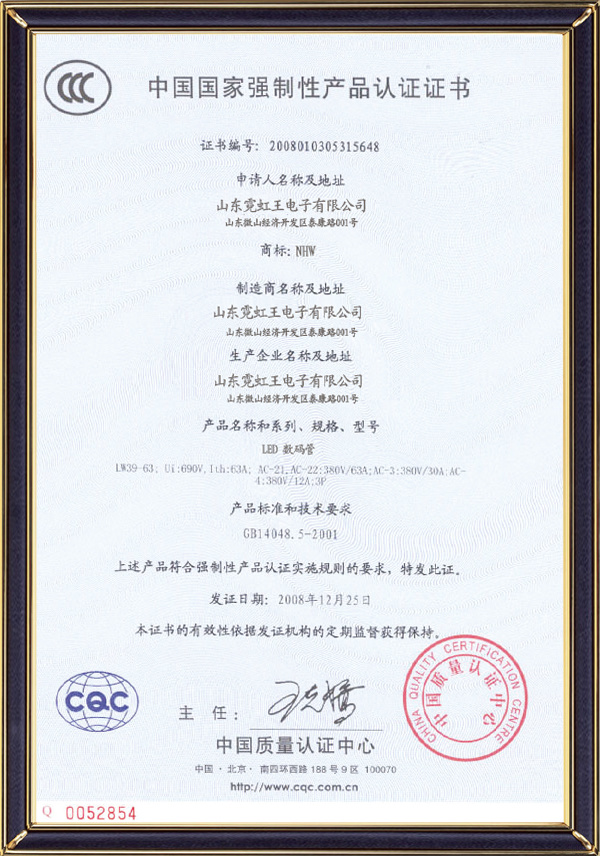 CCC
中国国家强制性产品认证证书
证书编号: 2008010305315648
申请人名称及地址
山东霓虹王电子有限公司
山东微山经济开发区泰康路001号
商标: NHW
制造商名称及地址
山东霓虹王电子有限公司
山东微山经济开发区泰康路001号
生产企业名称及地址
山东霓虹王电子有限公司
山东微山经济开发区泰康路001号
产品名称和系列、规格、型号
LED 数码管
LW39-63; Ui:690V,Ith:63A; AC-21,AC-22:380V/63A;AC-3:380V/30A;AC-
4:380V/12A;3P
产品标准和技术要求
GB14048.5-2001
上述产品符合强制性产品认证实施规则的要求，特发此证。
发证日期: 2008年12月25日
本证书的有效性依据发证机构的定期监督获得保持。
CQC
主 任:
CHINA QUALITY CERTIFICATION CENTRE
中国质量认证中心
中国质量认证中心
中国・北京・南四环西路 188 号 9 区 100070
http://www.cqc.com.cn
Q 0052854